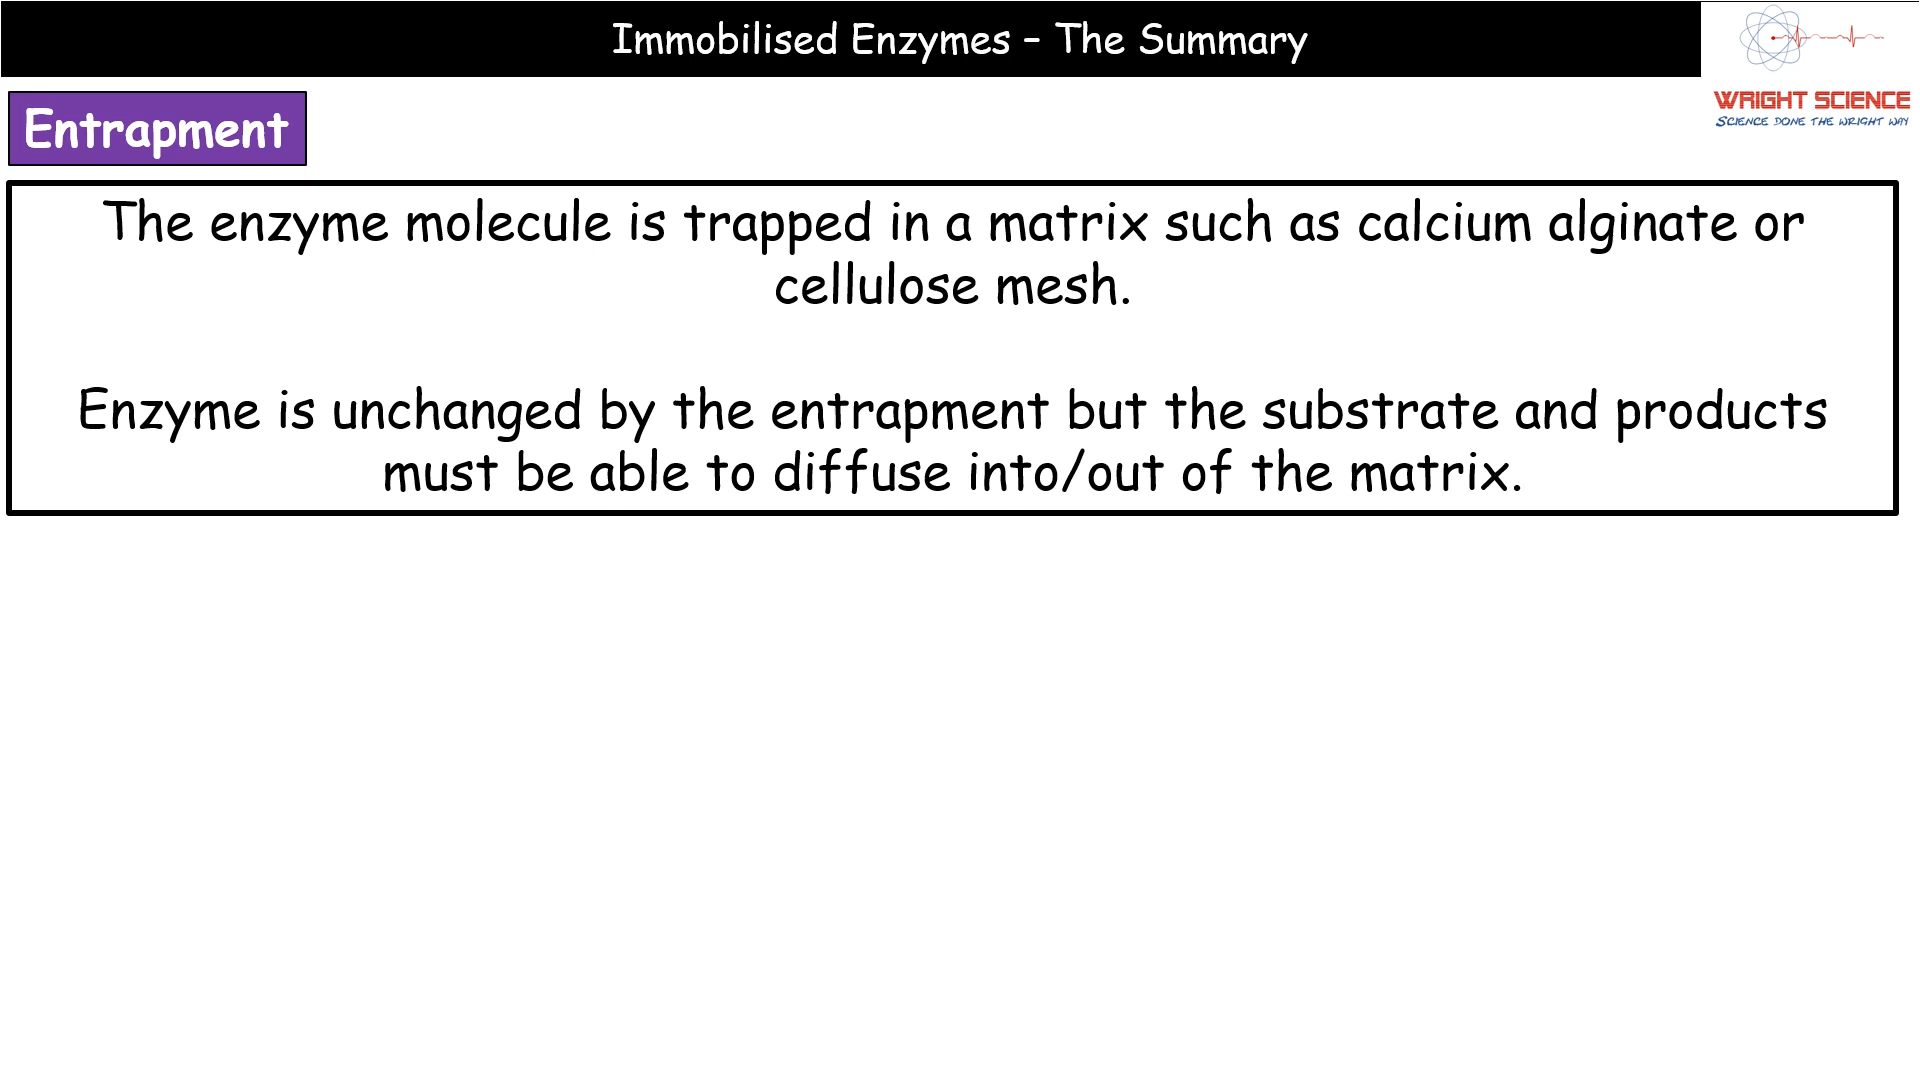 Immobilised Enzymes – The Summary
WRIGHT SCIENCE
SCIENCE DONE THE WRIGHT WAY
Entrapment
The enzyme molecule is trapped in a matrix such as calcium alginate or
cellulose mesh.
Enzyme is unchanged by the entrapment but the substrate and products
must be able to diffuse into/out of the matrix.